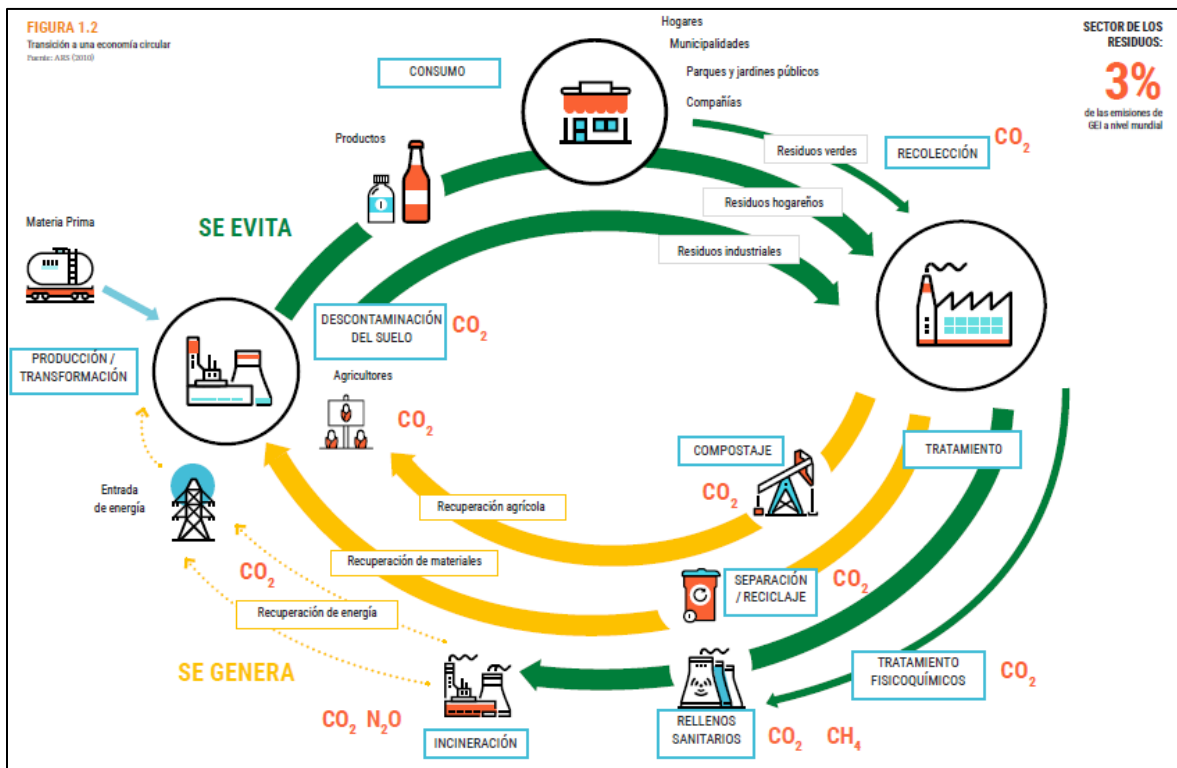 FIGURA 1.2
Transición a una economía circular
Fuente: ARS (2010)
SECTOR DE LOS
RESIDUOS:
3%
de las emisiones de
GEI a nivel mundial
Hogares
Municipalidades
Parques y jardines públicos
Compañías
CONSUMO
Productos
Residuos verdes
RECOLECCIÓN
CO2
Residuos hogareños
Residuos industriales
SE EVITA
Materia Prima
DESCONTAMINACIÓN
DEL SUELO
CO2
PRODUCCIÓN /
TRANSFORMACIÓN
Agricultores
CO2
COMPOSTAJE
CO2
TRATAMIENTO
Entrada
de energía
Recuperación agrícola
Recuperación de materiales
CO2
Recuperación de energía
SEPARACIÓN
/ RECICLAJE
CO2
SE GENERA
TRATAMIENTO
FISICOQUÍMICOS
CO2
CO2 N2O
INCINERACIÓN
RELLENOS
SANITARIOS
CO2 CH4